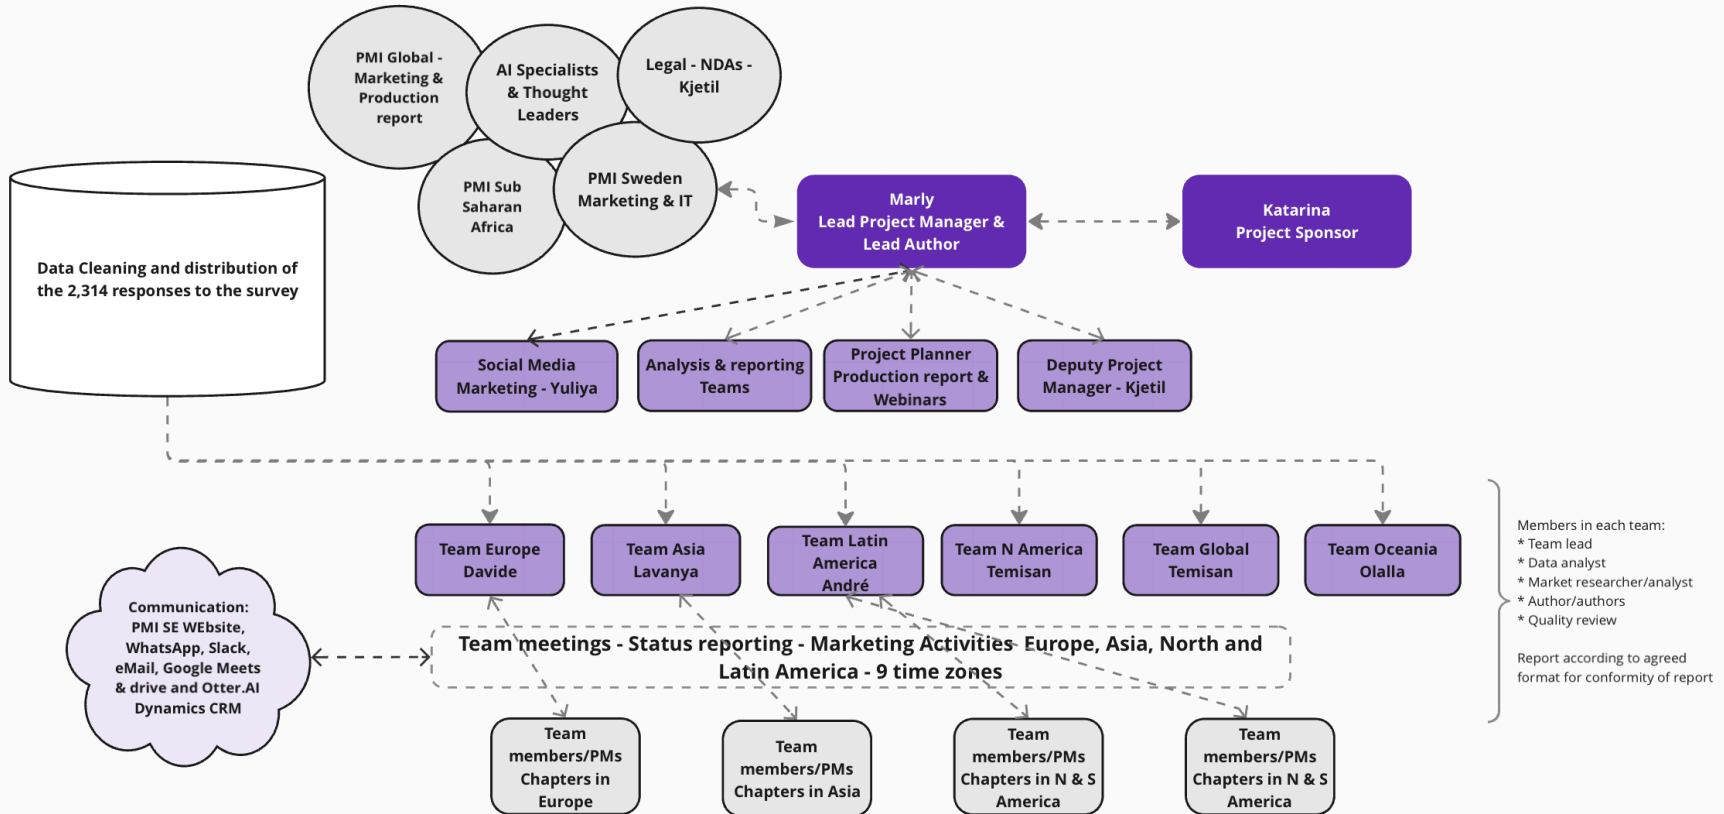 PMI Global -
Marketing &
Production
report
AI Specialists
& Thought
Leaders
Legal - NDAs -
Kjetil
PMI Sub
Saharan
Africa
PMI Sweden
Marketing & IT
Marly
Lead Project Manager &
Lead Author
Katarina
Project Sponsor
Data Cleaning and distribution of
the 2,314 responses to the survey
Social Media
Marketing - Yuliya
Analysis & reporting
Teams
Project Planner
Production report &
Webinars
Deputy Project
Manager - Kjetil
Team Europe
Davide
Team Asia
Lavanya
Team Latin
America
André
Team N America
Temisan
Team Global
Temisan
Team Oceania
Olalla
Members in each team:
* Team lead
* Data analyst
* Market researcher/analyst
* Author/authors
* Quality review
Report according to agreed
format for conformity of report
Communication:
PMI SE WEbsite,
WhatsApp, Slack,
eMail, Google Meets
& drive and Otter.AI
Dynamics CRM
Team meetings - Status reporting - Marketing Activities  Europe, Asia, North and
Latin America - 9 time zones
Team
members/PMs
Chapters in
Europe
Team
members/PMs
Chapters in Asia
Team
members/PMs
Chapters in N & S
America
Team
members/PMs
Chapters in N & S
America